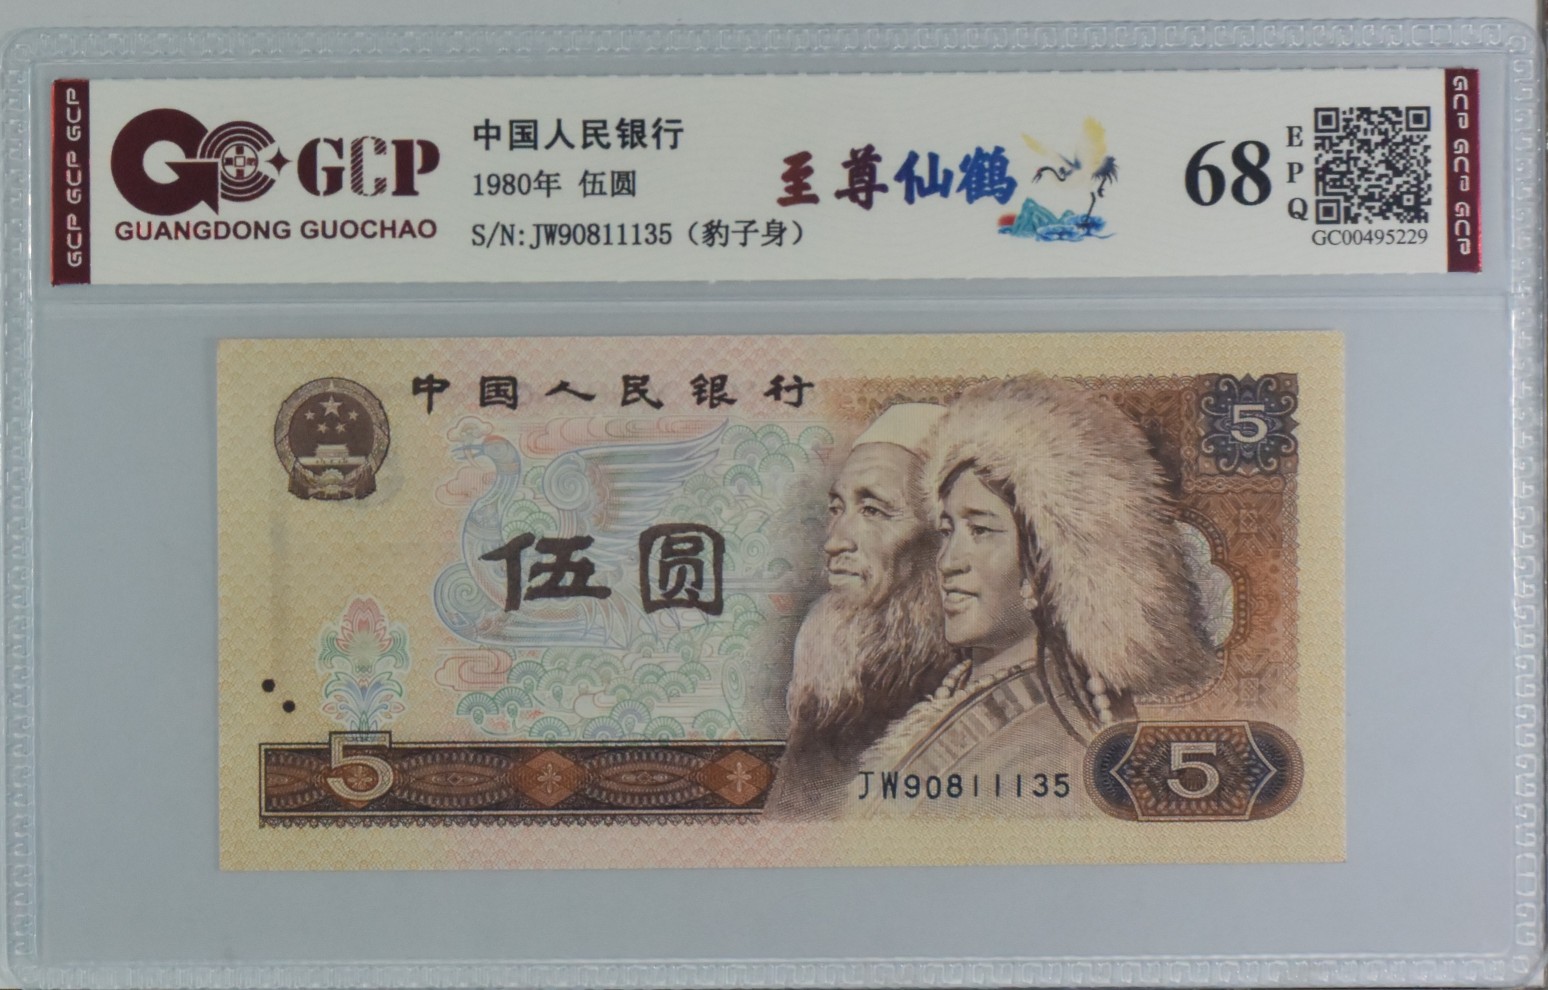 GCP GCP GCP
GCP
GUANGDONG GUOCHAO
中国人民银行
1980年 伍圆
S/N:JW90811135（豹子身）
至尊仙鹤
68
EPQ
GC00495229
GCP GCP GCP
中国人民银行
5
伍圆
5
JW90811135
5